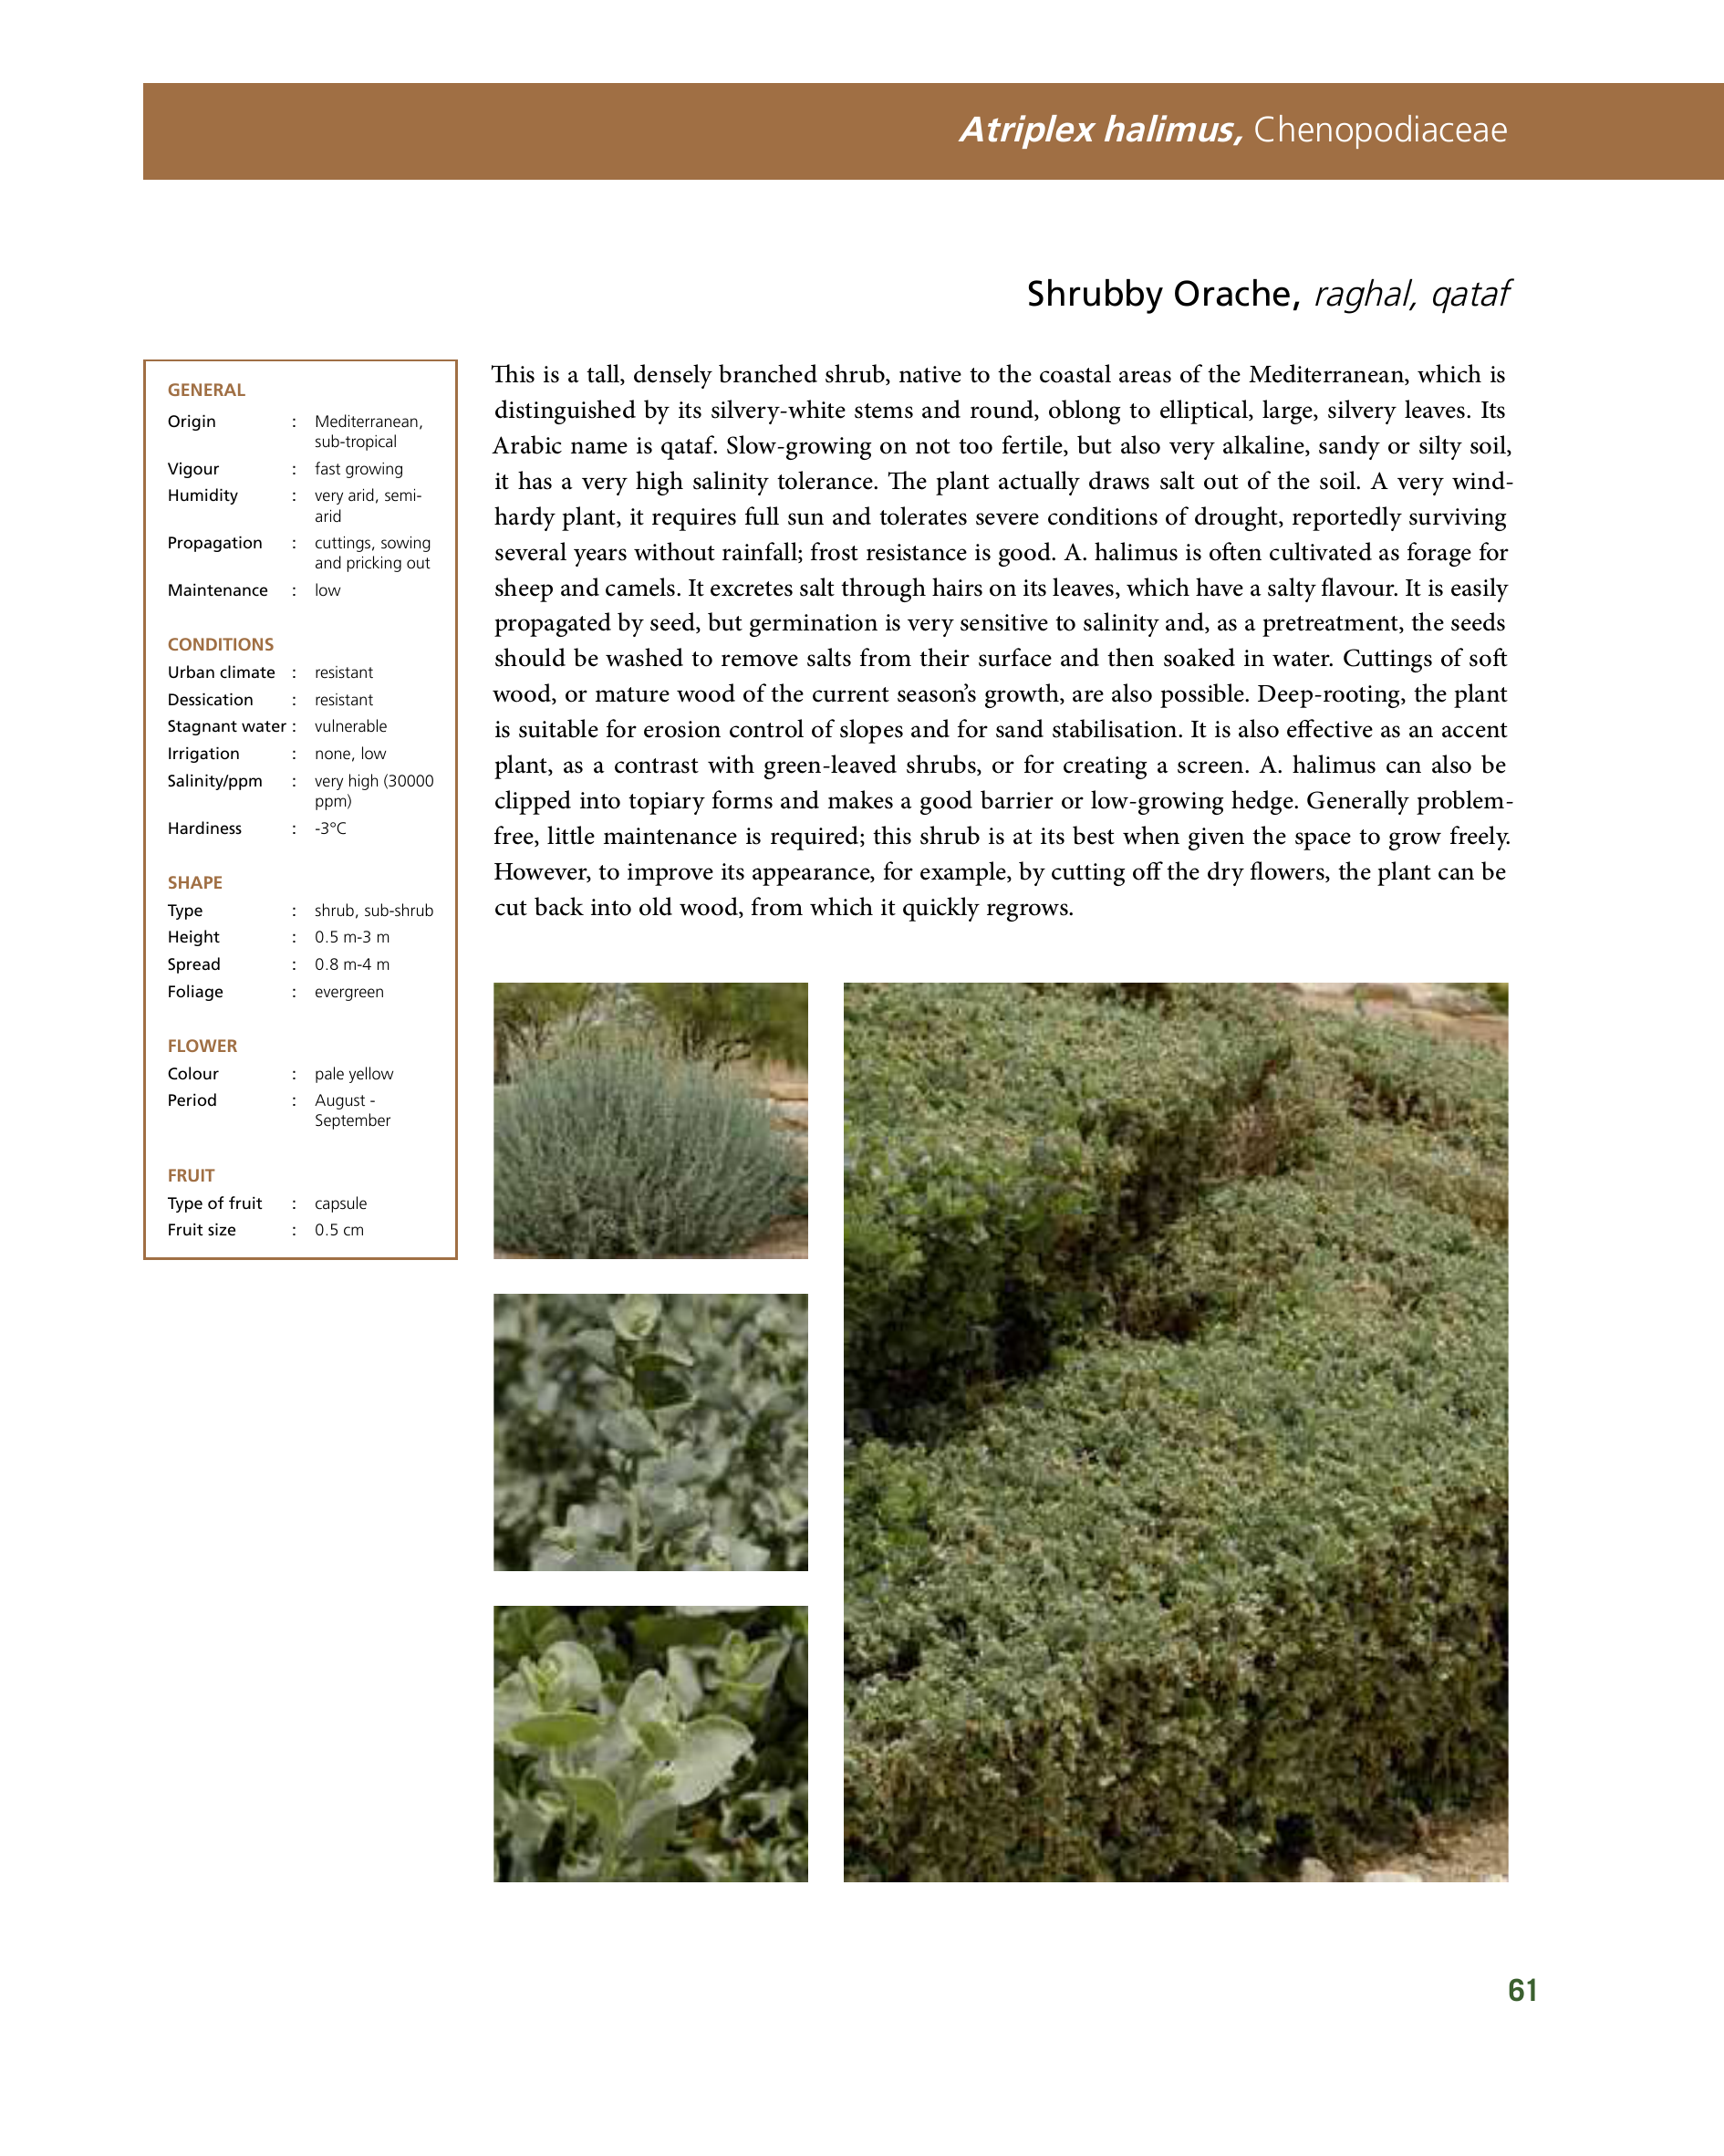 Atriplex halimus, Chenopodiaceae
Shrubby Orache, raghal, qataf
GENERAL
Origin : Mediterranean,
sub-tropical
Vigour : fast growing
Humidity : very arid, semi-
arid
Propagation : cuttings, sowing
and pricking out
Maintenance : low
CONDITIONS
Urban climate : resistant
Dessication : resistant
Stagnant water : vulnerable
Irrigation : none, low
Salinity/ppm : very high (30000
ppm)
Hardiness : -3°C
SHAPE
Type : shrub, sub-shrub
Height : 0.5 m-3 m
Spread : 0.8 m-4 m
Foliage : evergreen
FLOWER
Colour : pale yellow
Period : August -
September
FRUIT
Type of fruit : capsule
Fruit size : 0.5 cm
This is a tall, densely branched shrub, native to the coastal areas of the Mediterranean, which is
distinguished by its silvery-white stems and round, oblong to elliptical, large, silvery leaves. Its
Arabic name is qataf. Slow-growing on not too fertile, but also very alkaline, sandy or silty soil,
it has a very high salinity tolerance. The plant actually draws salt out of the soil. A very wind-
hardy plant, it requires full sun and tolerates severe conditions of drought, reportedly surviving
several years without rainfall; frost resistance is good. A. halimus is often cultivated as forage for
sheep and camels. It excretes salt through hairs on its leaves, which have a salty flavour. It is easily
propagated by seed, but germination is very sensitive to salinity and, as a pretreatment, the seeds
should be washed to remove salts from their surface and then soaked in water. Cuttings of soft
wood, or mature wood of the current season's growth, are also possible. Deep-rooting, the plant
is suitable for erosion control of slopes and for sand stabilisation. It is also effective as an accent
plant, as a contrast with green-leaved shrubs, or for creating a screen. A. halimus can also be
clipped into topiary forms and makes a good barrier or low-growing hedge. Generally problem-
free, little maintenance is required; this shrub is at its best when given the space to grow freely.
However, to improve its appearance, for example, by cutting off the dry flowers, the plant can be
cut back into old wood, from which it quickly regrows.
61